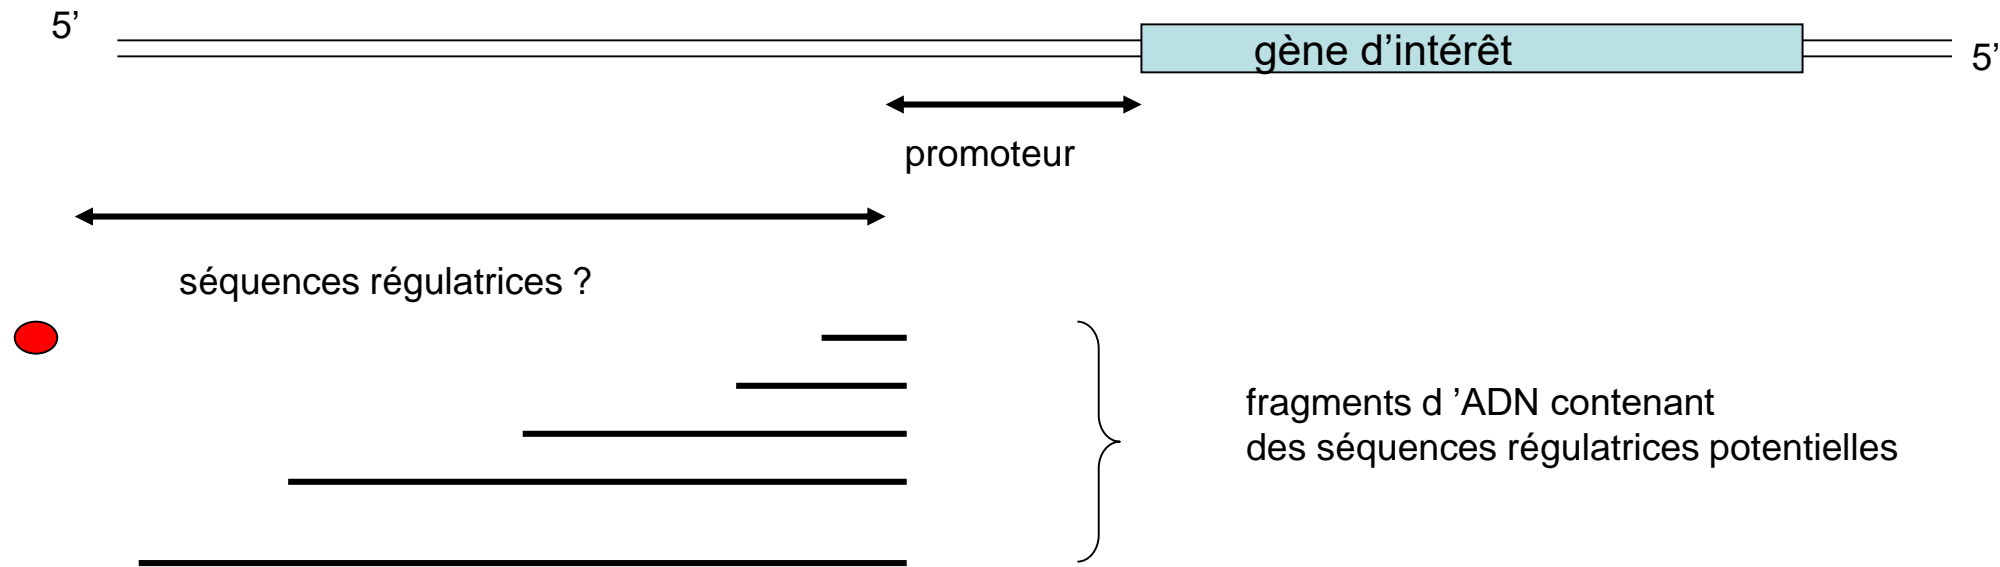 5’
gène d’intérêt
5’
promoteur
séquences régulatrices ?
fragments d ’ADN contenant
des séquences régulatrices potentielles